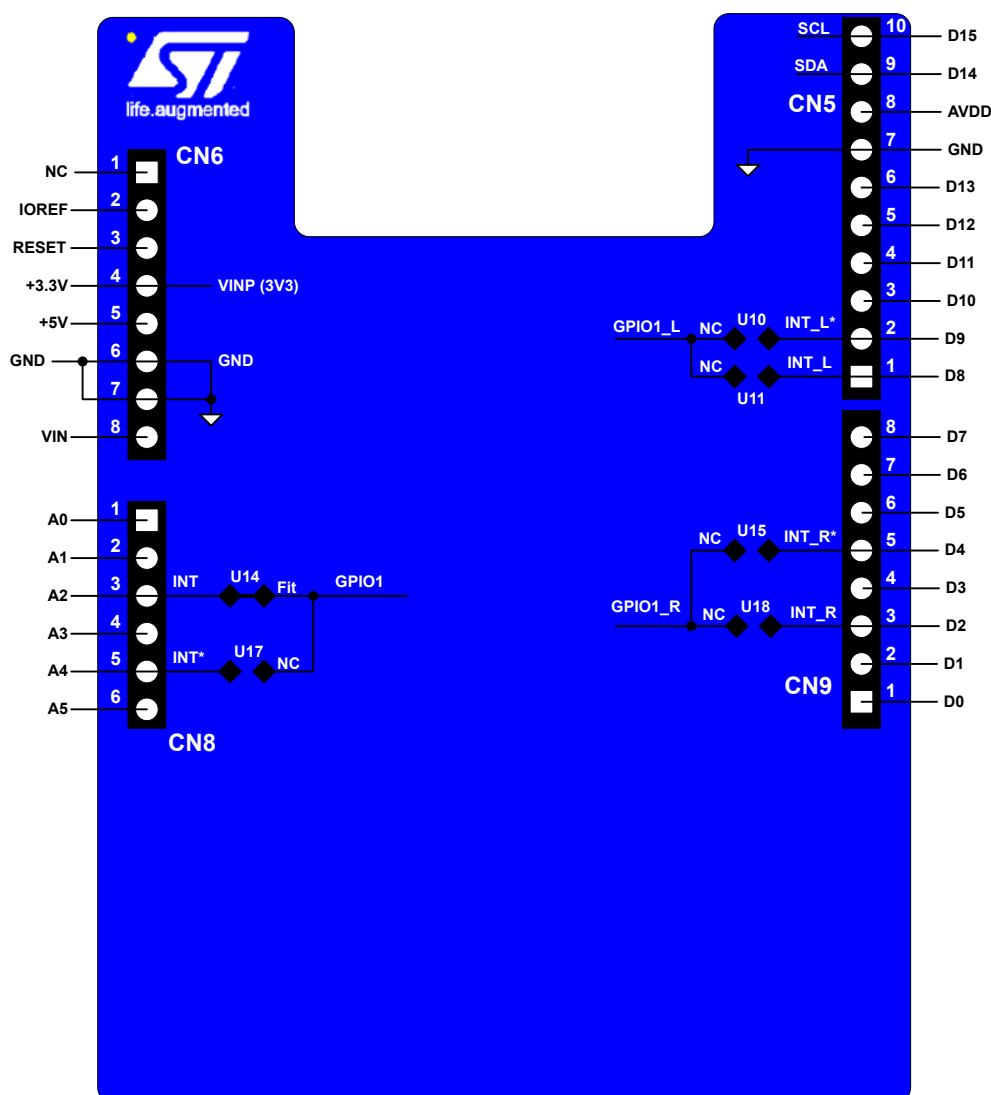 life.augmented
CN6
NC 1
IOREF 2
RESET 3
+3.3V 4 VINP (3V3)
+5V 5
GND 6 GND
7
VIN 8
A0 1
A1 2
A2 3 INT U14 Fit GPIO1
A3 4
A4 5 INT* U17 NC
A5 6
CN8
SCL 10 D15
SDA 9 D14
CN5 8 AVDD
7 GND
6 D13
5 D12
4 D11
3 D10
GPIO1_L NC U10 INT_L* 2 D9
NC U11 INT_L 1 D8
8 D7
7 D6
6 D5
NC U15 INT_R* 5 D4
4 D3
GPIO1_R NC U18 INT_R 3 D2
2 D1
CN9 1 D0